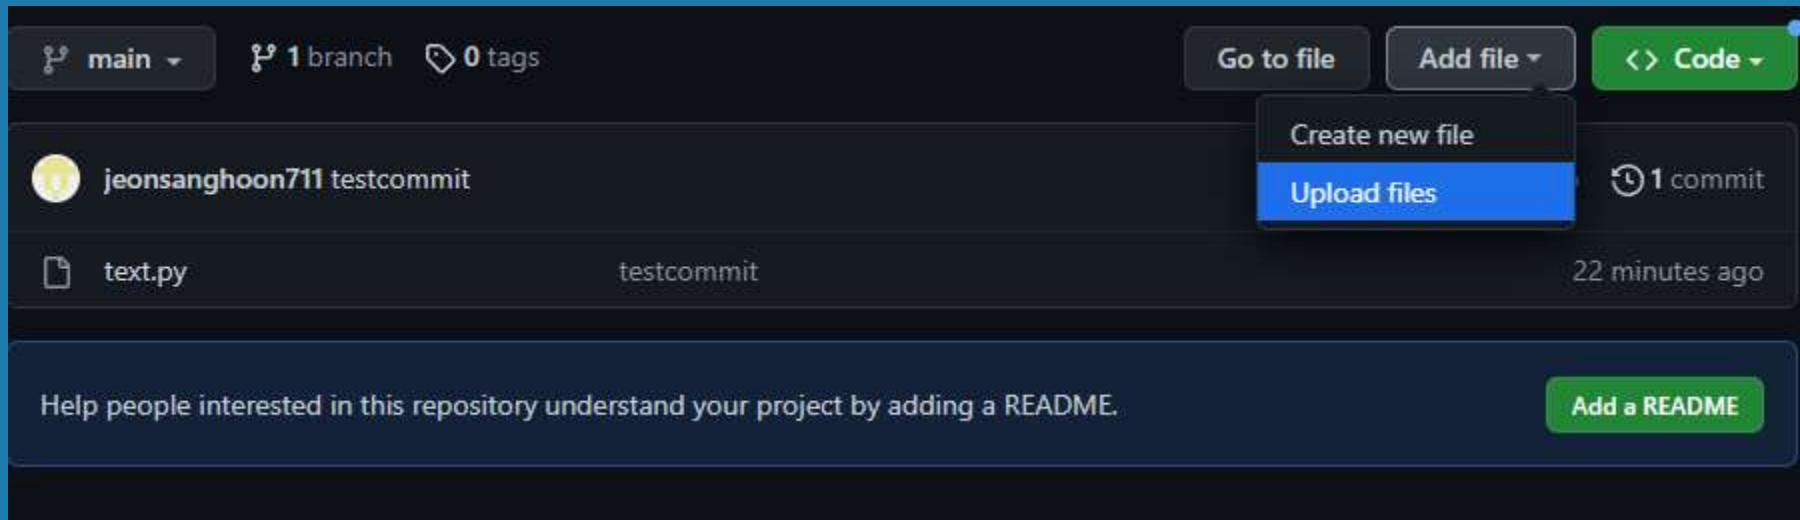 main 1 branch 0 tags Go to file Add file Code
Create new file
jeonsanghoon711 testcommit 1 commit
Upload files
text.py testcommit 22 minutes ago
Help people interested in this repository understand your project by adding a README. Add a README